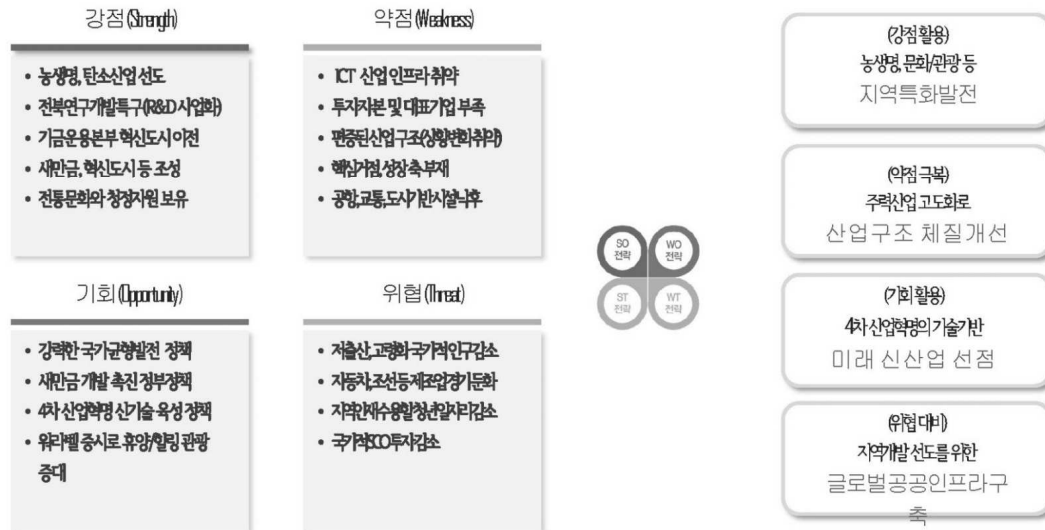 강점(Strength)
• 농생명, 탄소산업 선도
• 전북연구개발특구(R&D 사업화)
• 기금운용본부 혁신도시 이전
• 새만금, 혁신도시 등 조성
• 전통문화와 청정자원 보유
약점(Weakness)
• ICT 산업 인프라 취약
• 투자자본 및 대표기업 부족
• 편중된 산업 구조(상황변화 취약)
• 핵심거점, 성장 축 부재
• 공항,교통,도시기반시설 낙후
기회(Opportunity)
• 강력한 국가균형발전 정책
• 새만금 개발 촉진 정부정책
• 4차 산업혁명 신기술 육성 정책
• 워라벨 중시로 휴양/힐링 관광
증대
위협(Threat)
• 저출산,고령화 국가적 인구감소
• 자동차,조선 등 제조업 경기 둔화
• 지역인재 수용할 청년일자리 감소
• 국가적 SOC 투자 감소
SO
전략
WO
전략
ST
전략
WT
전략
(강점 활용)
농생명, 문화/관광 등
지역특화발전
(약점 극복)
주력산업 고도화로
산업구조 체질개선
(기회 활용)
4차 산업혁명의 기술기반
미래 신산업 선점
(위협 대비)
지역개발 선도를 위한
글로벌공공인프라구
축